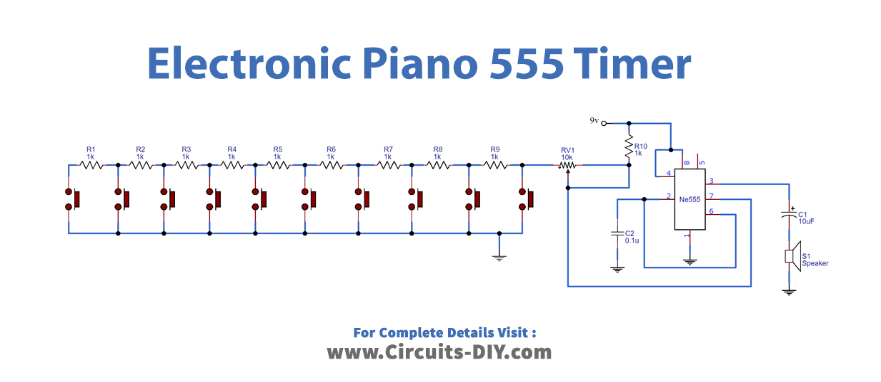 Electronic Piano 555 Timer
9v
R1
1k
R2
1k
R3
1k
R4
1k
R5
1k
R6
1k
R7
1k
R8
1k
R9
1k
RV1
10k
R10
1k
8
5
4
3
Ne555
2
7
6
1
C2
0.1u
C1
10uF
S1
Speaker
For Complete Details Visit :
www.Circuits-DIY.com